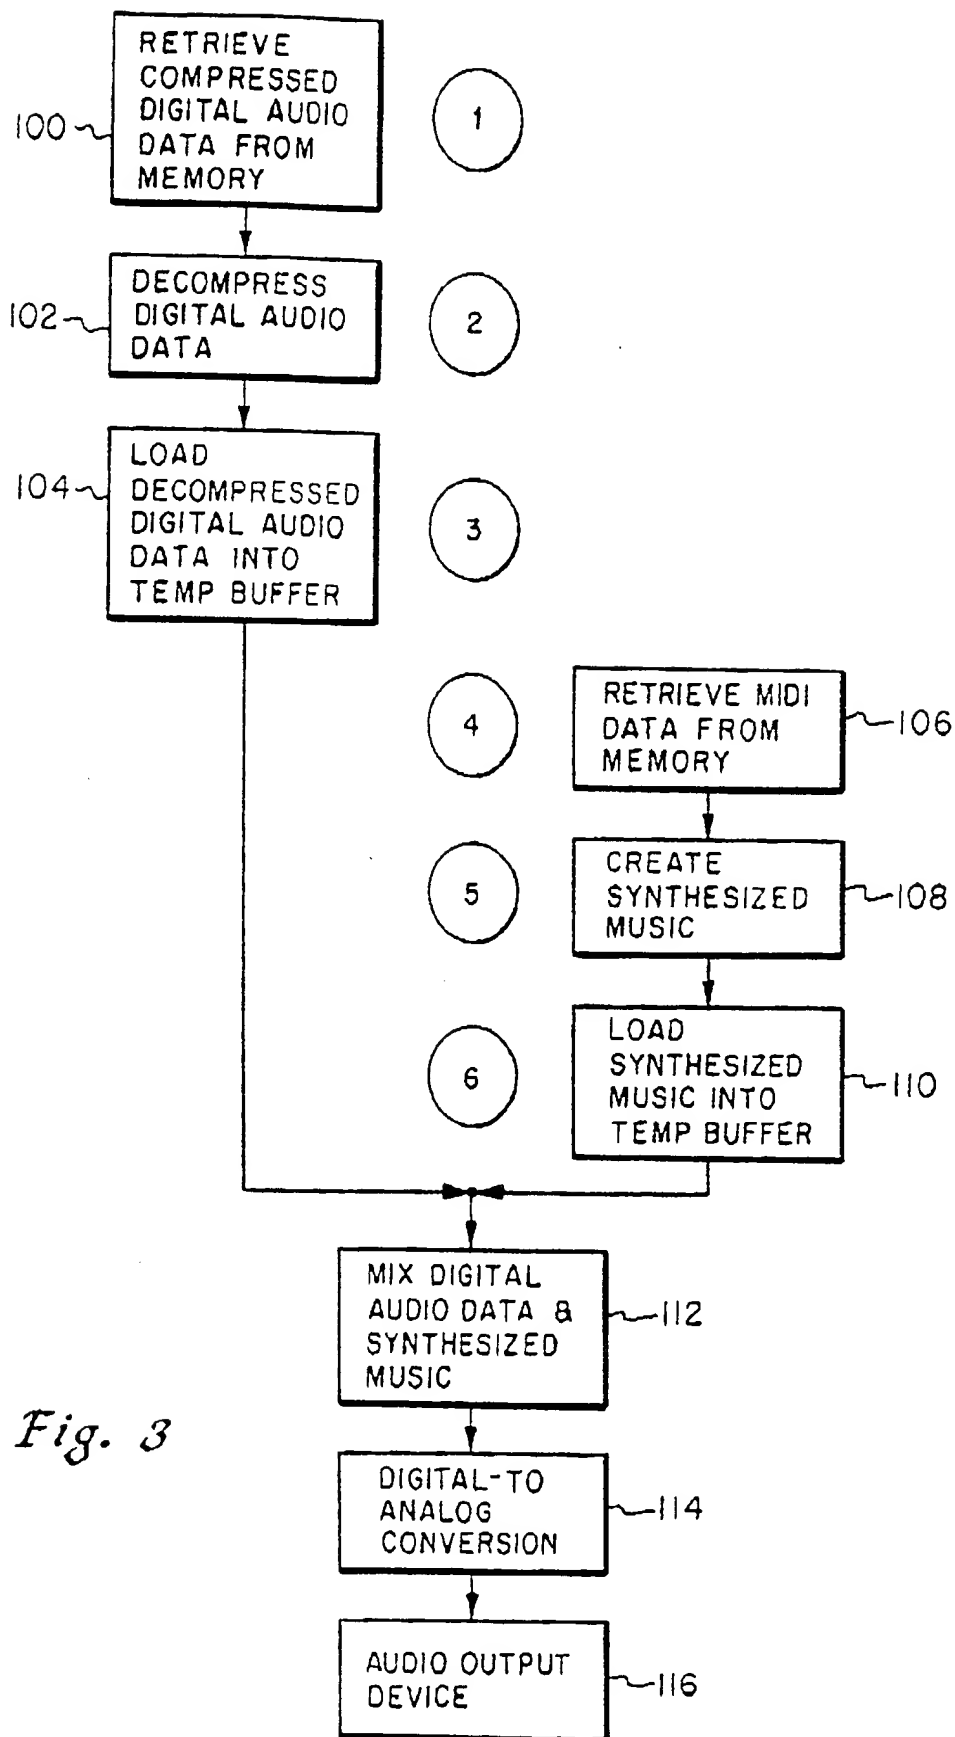 RETRIEVE
COMPRESSED
DIGITAL AUDIO
DATA FROM
MEMORY
100
1
DECOMPRESS
DIGITAL AUDIO
DATA
102
2
LOAD
DECOMPRESSED
DIGITAL AUDIO
DATA INTO
TEMP BUFFER
104
3
4
RETRIEVE MIDI
DATA FROM
MEMORY
106
5
CREATE
SYNTHESIZED
MUSIC
108
6
LOAD
SYNTHESIZED
MUSIC INTO
TEMP BUFFER
110
MIX DIGITAL
AUDIO DATA &
SYNTHESIZED
MUSIC
112
Fig. 3
DIGITAL-TO
ANALOG
CONVERSION
114
AUDIO OUTPUT
DEVICE
116